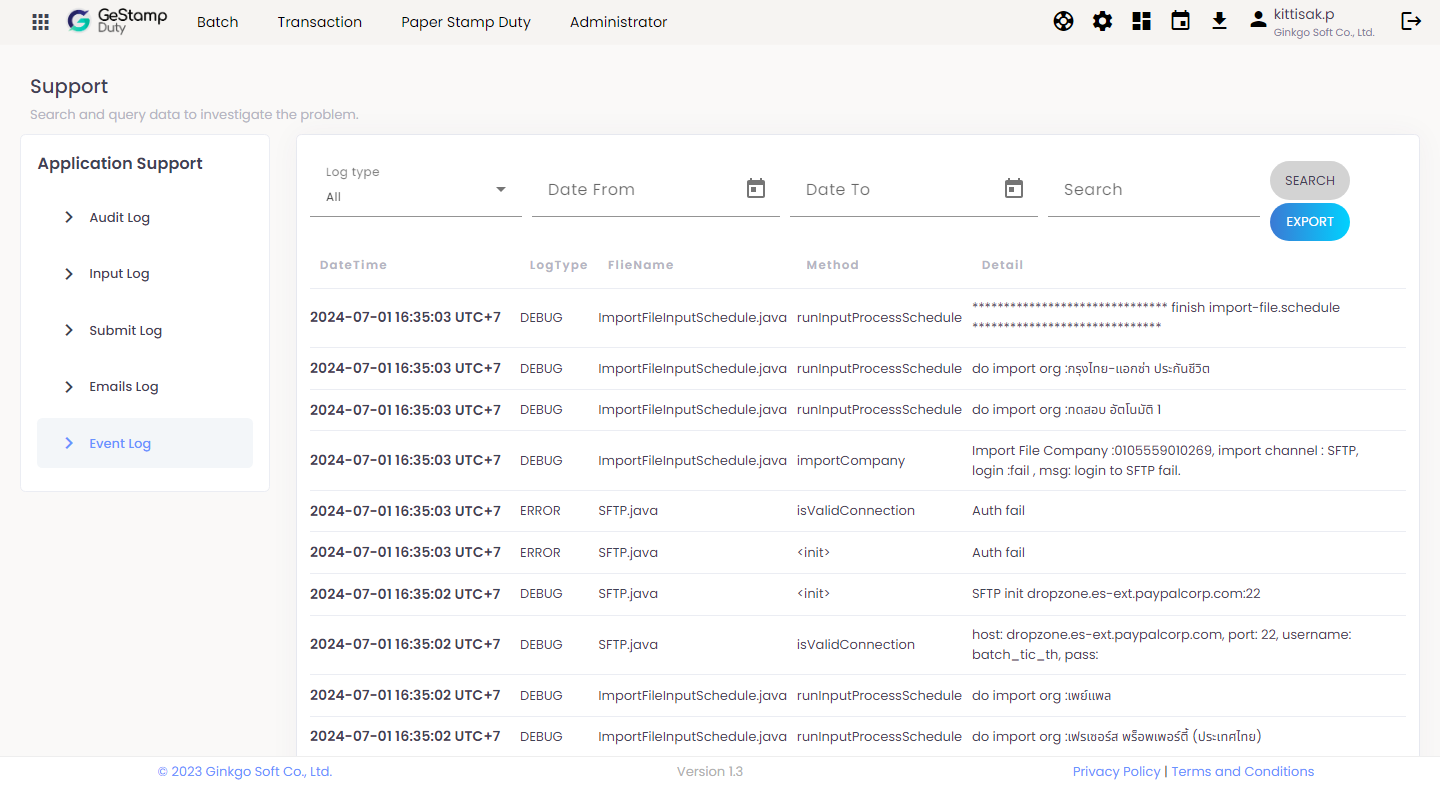 GeStamp
Duty
Batch
Transaction
Paper Stamp Duty
Administrator
kittisak.p
Ginkgo Soft Co., Ltd.
Support
Search and query data to investigate the problem.
Application Support
Audit Log
Input Log
Submit Log
Emails Log
Event Log
Log type
All
Date From
Date To
Search
SEARCH
EXPORT
DateTime LogType FlieName Method Detail
2024-07-01 16:35:03 UTC+7 DEBUG ImportFileInputSchedule.java runInputProcessSchedule ******************************* finish import-file.schedule
******************************
2024-07-01 16:35:03 UTC+7 DEBUG ImportFileInputSchedule.java runInputProcessSchedule do import org :กรุงไทย-แอกซ่า ประกันชีวิต
2024-07-01 16:35:03 UTC+7 DEBUG ImportFileInputSchedule.java runInputProcessSchedule do import org :ทดสอบ อัตโนมัติ 1
2024-07-01 16:35:03 UTC+7 DEBUG ImportFileInputSchedule.java importCompany Import File Company :0105559010269, import channel : SFTP,
login :fail , msg: login to SFTP fail.
2024-07-01 16:35:03 UTC+7 ERROR SFTP.java isValidConnection Auth fail
2024-07-01 16:35:03 UTC+7 ERROR SFTP.java <init> Auth fail
2024-07-01 16:35:02 UTC+7 DEBUG SFTP.java <init> SFTP init dropzone.es-ext.paypalcorp.com:22
2024-07-01 16:35:02 UTC+7 DEBUG SFTP.java isValidConnection host: dropzone.es-ext.paypalcorp.com, port: 22, username:
batch_tic_th, pass:
2024-07-01 16:35:02 UTC+7 DEBUG ImportFileInputSchedule.java runInputProcessSchedule do import org :เพย์แพล
2024-07-01 16:35:02 UTC+7 DEBUG ImportFileInputSchedule.java runInputProcessSchedule do import org :เฟรเซอร์ส พร็อพเพอร์ตี้ (ประเทศไทย)
© 2023 Ginkgo Soft Co., Ltd.
Version 1.3
Privacy Policy | Terms and Conditions